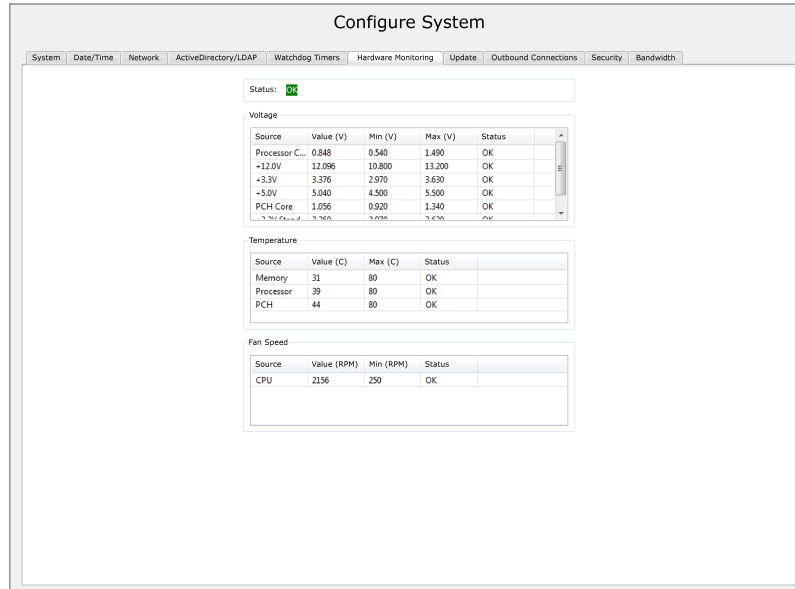 Configure System
System Date/Time Network ActiveDirectory/LDAP Watchdog Timers Hardware Monitoring Update Outbound Connections Security Bandwidth
Status: OK
Voltage
Source Value (V) Min (V) Max (V) Status
Processor C... 0.848 0.540 1.490 OK
+12.0V 12.096 10.800 13.200 OK
+3.3V 3.376 2.970 3.630 OK
+5.0V 5.040 4.500 5.500 OK
PCH Core 1.056 0.920 1.340 OK
Temperature
Source Value (C) Max (C) Status
Memory 31 80 OK
Processor 39 80 OK
PCH 44 80 OK
Fan Speed
Source Value (RPM) Min (RPM) Status
CPU 2156 250 OK